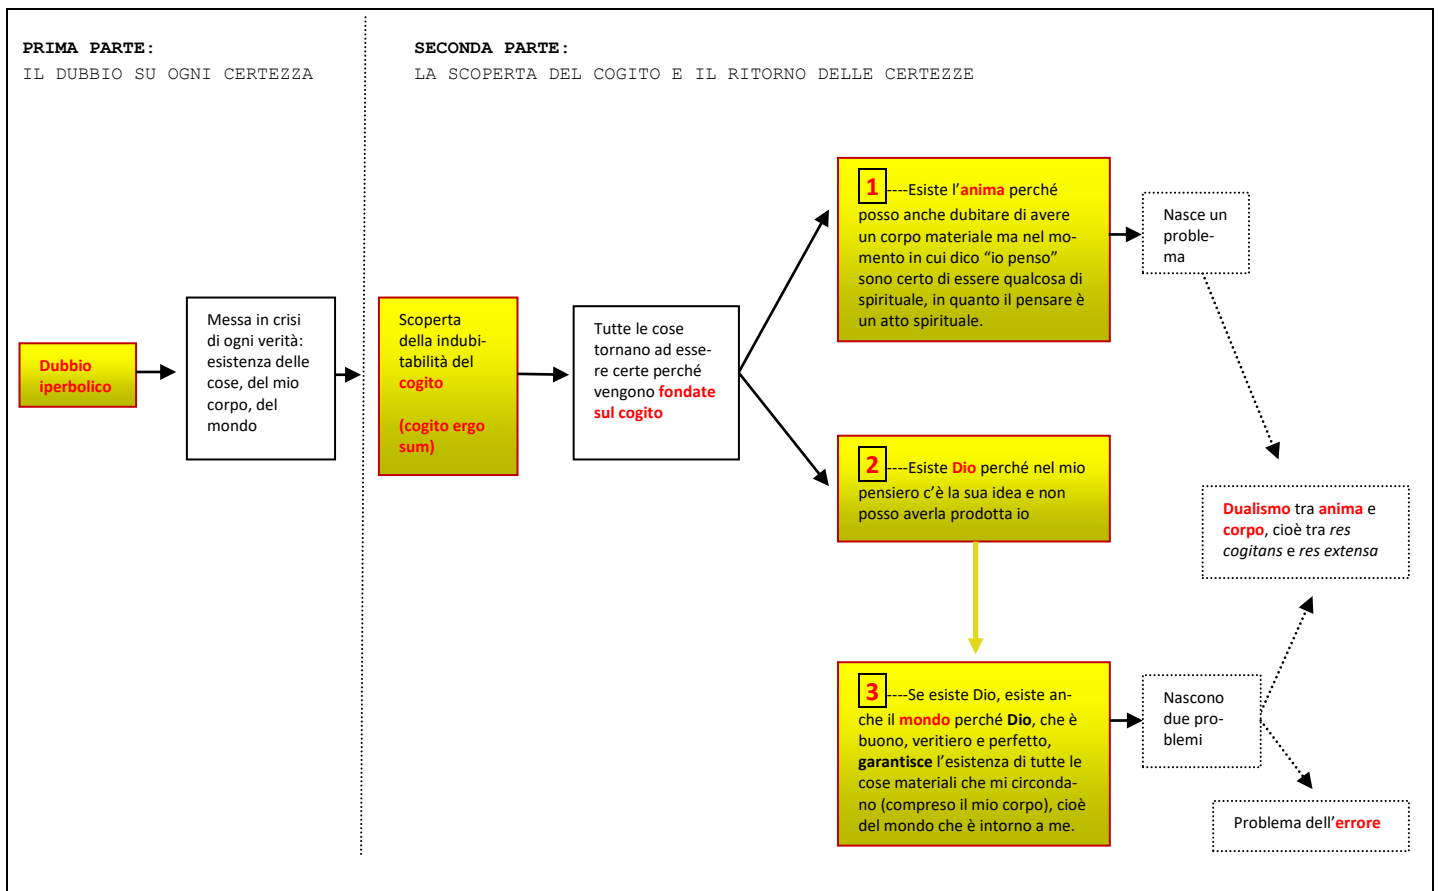 PRIMA PARTE:
IL DUBBIO SU OGNI CERTEZZA
SECONDA PARTE:
LA SCOPERTA DEL COGITO E IL RITORNO DELLE CERTEZZE
Dubbio
iperbolico
Messa in crisi
di ogni verità:
esistenza delle
cose, del mio
corpo, del
mondo
Scoperta
della indubi-
tabilità del
cogito
(cogito ergo
sum)
Tutte le cose
tornano ad esse-
re certe perché
vengono fondate
sul cogito
1 ----Esiste l’anima perché
posso anche dubitare di avere
un corpo materiale ma nel mo-
mento in cui dico “io penso”
sono certo di essere qualcosa di
spirituale, in quanto il pensare è
un atto spirituale.
Nasce un
proble-
ma
2 ----Esiste Dio perché nel mio
pensiero c’è la sua idea e non
posso averla prodotta io
Dualismo tra anima e
corpo, cioè tra res
cogitans e res extensa
3 ----Se esiste Dio, esiste an-
che il mondo perché Dio, che è
buono, veritiero e perfetto,
garantisce l’esistenza di tutte le
cose materiali che mi circonda-
no (compreso il mio corpo), cioè
del mondo che è intorno a me.
Nascono
due pro-
blemi
Problema dell’errore